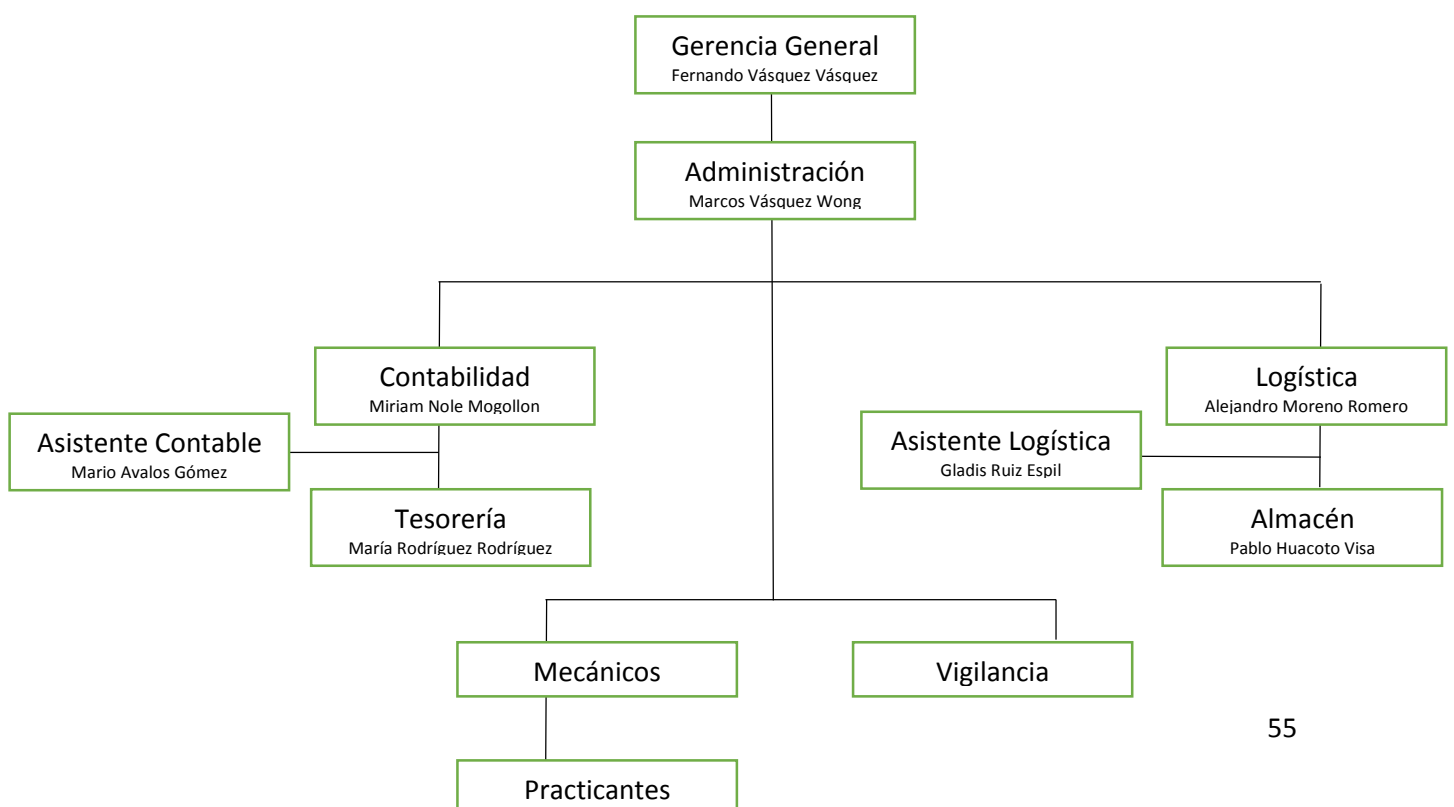 Gerencia General
Fernando Vásquez Vásquez
Administración
Marcos Vásquez Wong
Contabilidad
Miriam Nole Mogollon
Logística
Alejandro Moreno Romero
Asistente Contable
Mario Avalos Gómez
Asistente Logística
Gladis Ruiz Espil
Tesorería
María Rodríguez Rodríguez
Almacén
Pablo Huacoto Visa
Mecánicos
Vigilancia
55
Practicantes